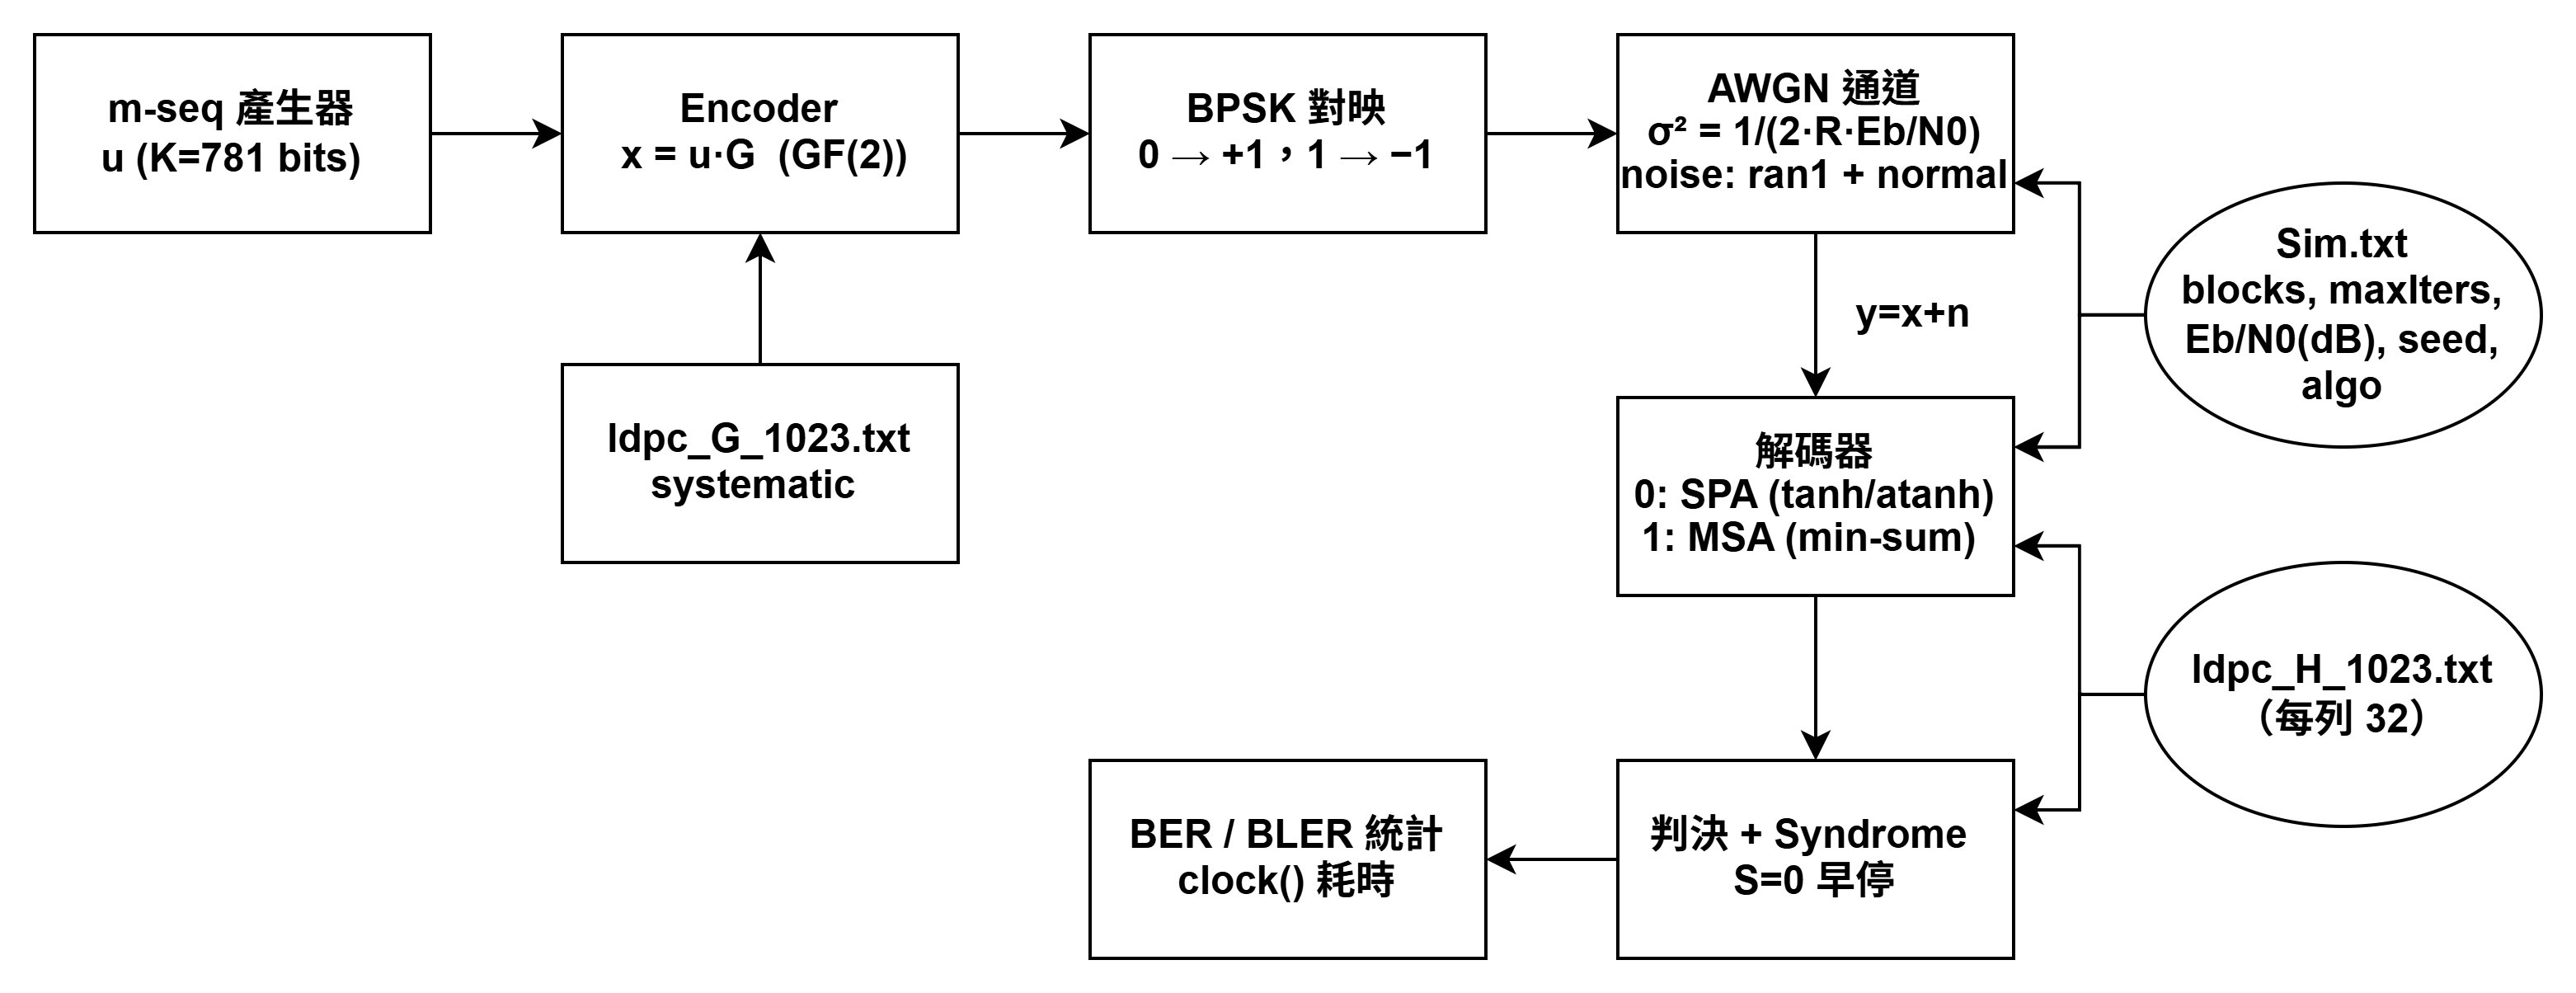 m-seq 產生器
u (K=781 bits)
Encoder
x = u·G  (GF(2))
BPSK 對映
0 → +1，1 → −1
AWGN 通道
σ² = 1/(2·R·Eb/N0)
noise: ran1 + normal
Sim.txt
blocks, maxIters,
Eb/N0(dB), seed,
algo
y=x+n
ldpc_G_1023.txt
systematic
解碼器
0: SPA (tanh/atanh)
1: MSA (min-sum)
ldpc_H_1023.txt
（每列 32）
BER / BLER 統計
clock() 耗時
判決 + Syndrome
S=0 早停